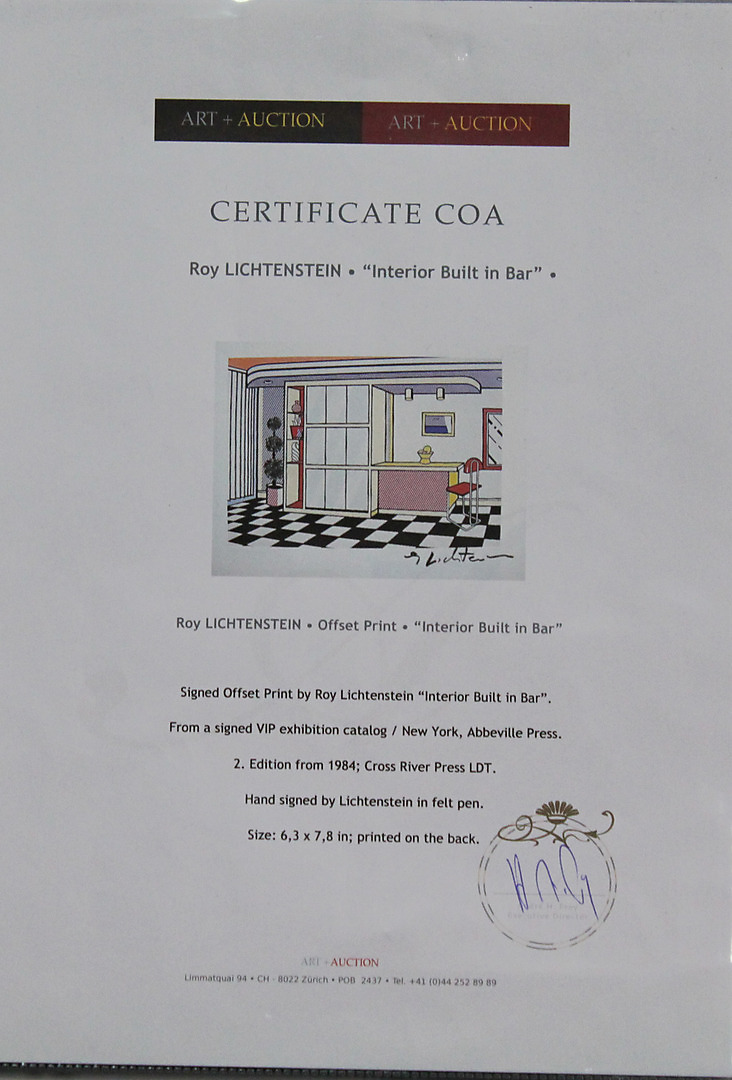 ART + AUCTION ART + AUCTION
CERTIFICATE COA
Roy LICHTENSTEIN • “Interior Built in Bar” •
Roy LICHTENSTEIN • Offset Print • “Interior Built in Bar”
Signed Offset Print by Roy Lichtenstein “Interior Built in Bar”.
From a signed VIP exhibition catalog / New York, Abbeville Press.
2. Edition from 1984; Cross River Press LDT.
Hand signed by Lichtenstein in felt pen.
Size: 6,3 x 7,8 in; printed on the back.
Executive Director
ART + AUCTION
Limmatquai 94 • CH - 8022 Zürich • POB 2437 • Tel. +41 (0)44 252 89 89